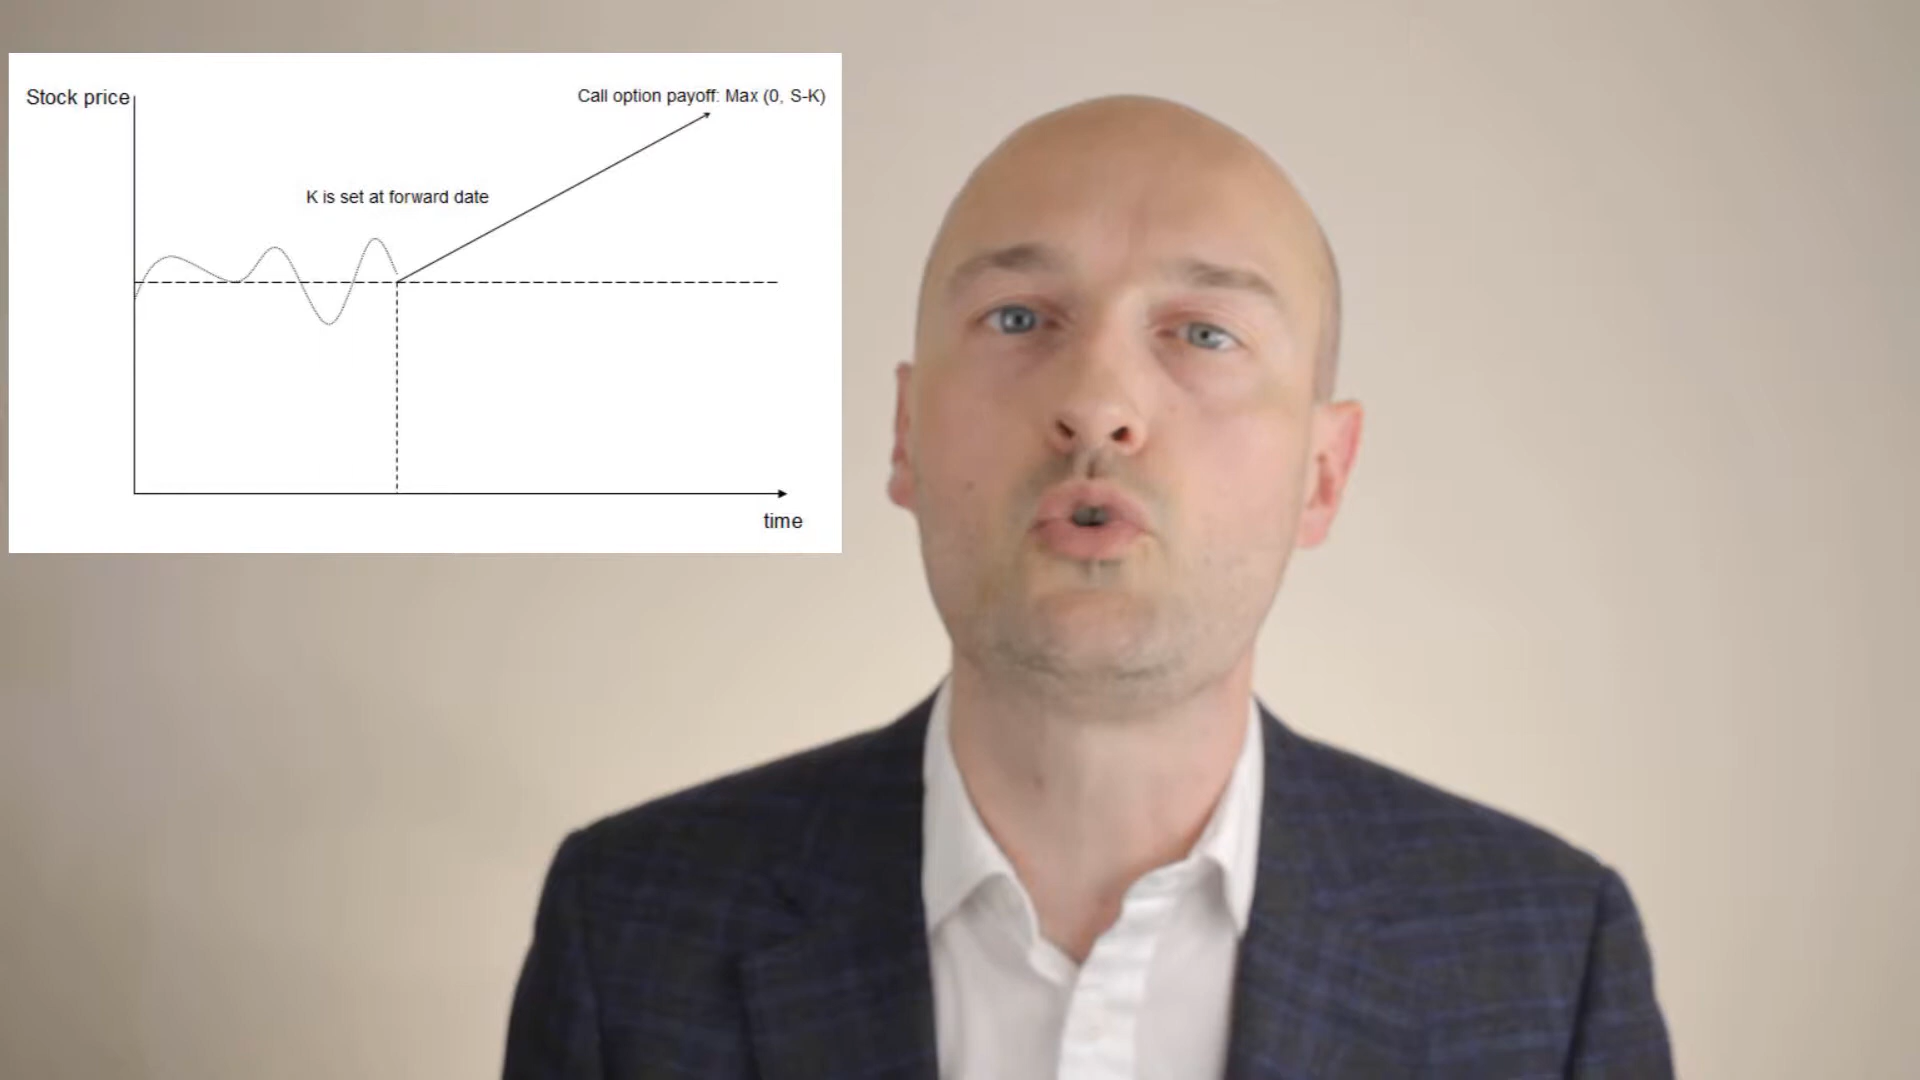 Stock price
Call option payoff: Max (0, S-K)
K is set at forward date
time